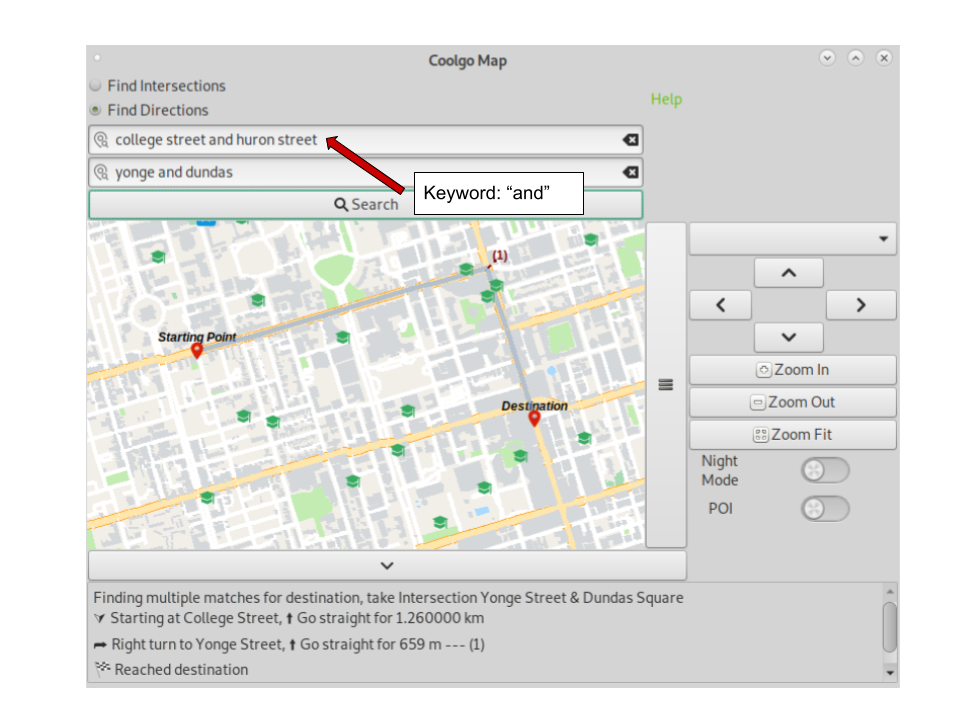 Coolgo Map
Find Intersections
Find Directions
Help
college street and huron street
yonge and dundas
Keyword: “and”
Search
(1)
Starting Point
Destination
Zoom In
Zoom Out
Zoom Fit
Night
Mode
POI
Finding multiple matches for destination, take Intersection Yonge Street & Dundas Square
Starting at College Street, ⬆ Go straight for 1.260000 km
Right turn to Yonge Street, ⬆ Go straight for 659 m --- (1)
Reached destination